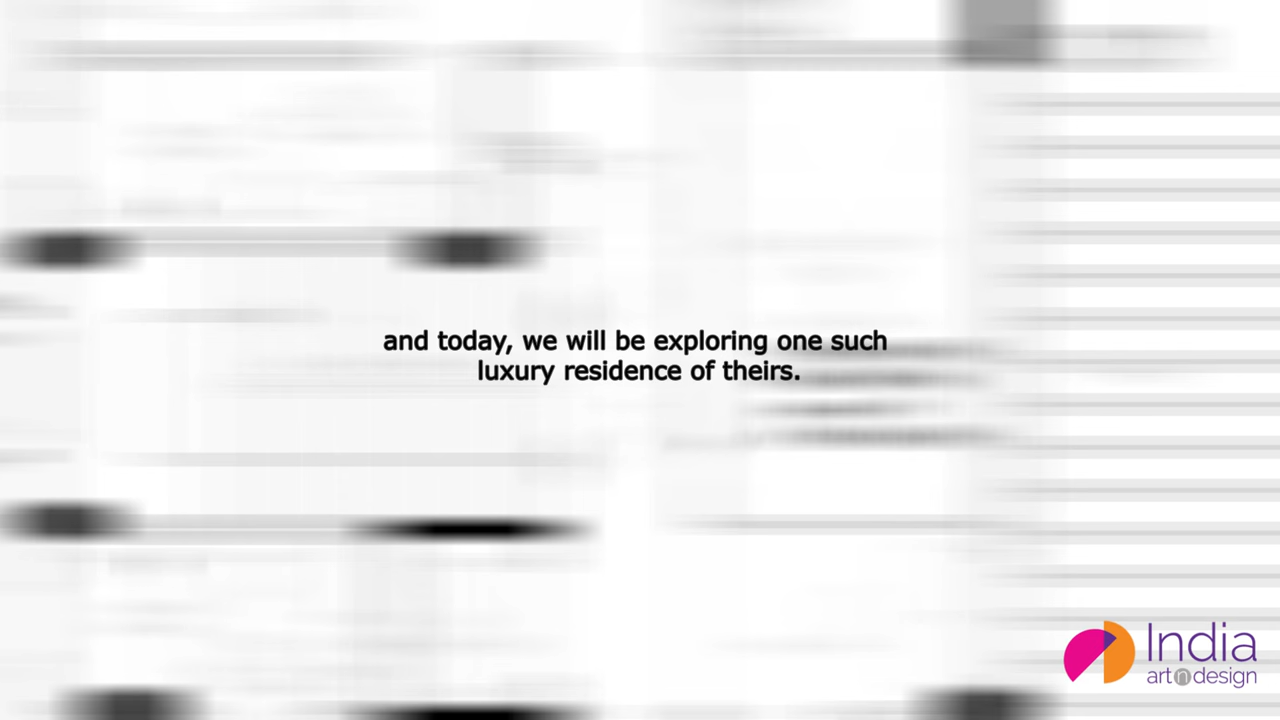 and today, we will be exploring one such
luxury residence of theirs.
India
art n design